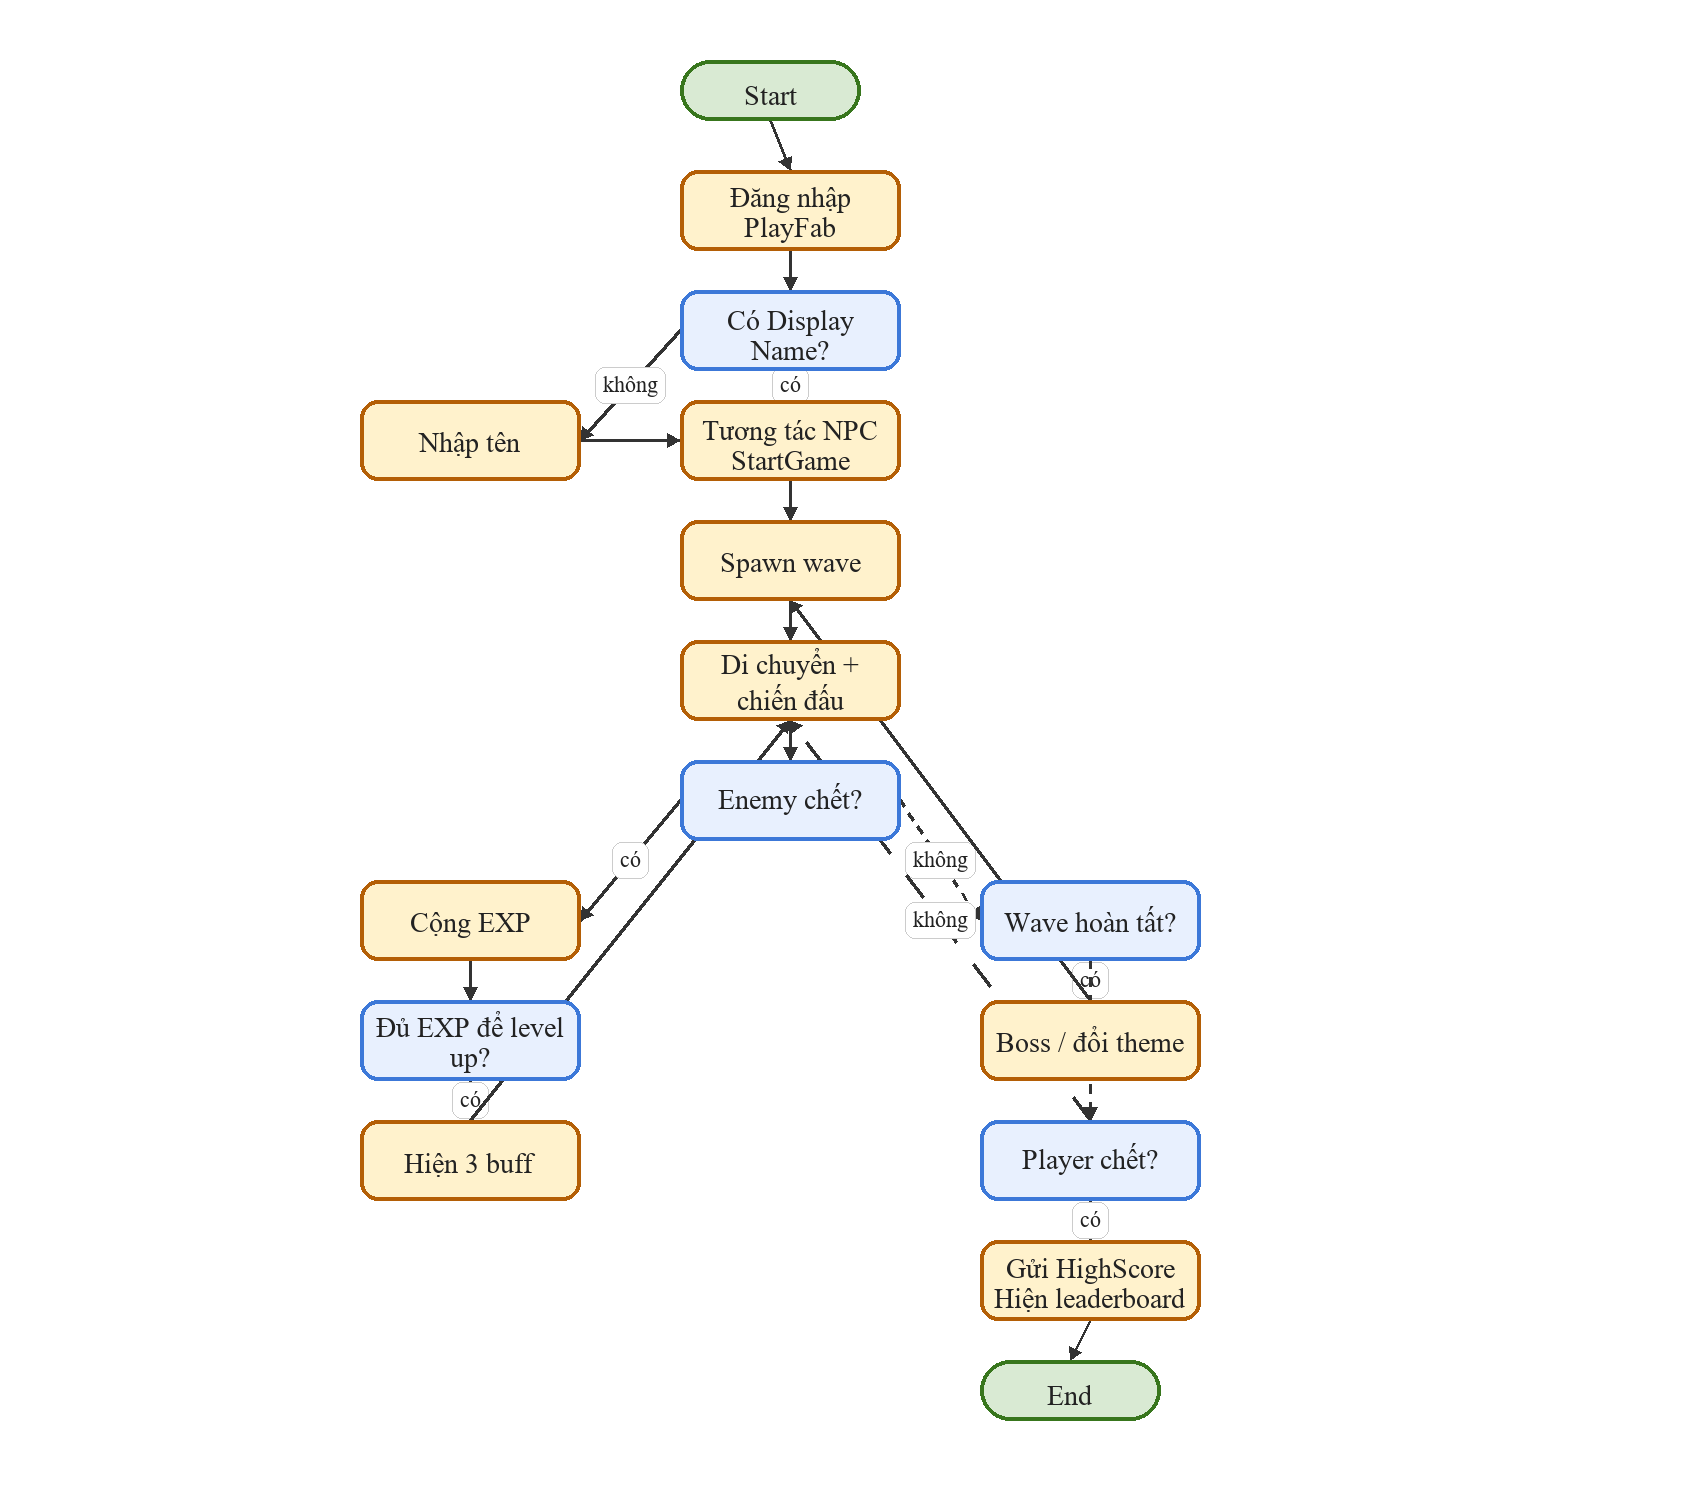 Start
Đăng nhập
PlayFab
Có Display
Name?
không
có
Nhập tên
Tương tác NPC
StartGame
Spawn wave
Di chuyển +
chiến đấu
Enemy chết?
có
không
không
Cộng EXP
Wave hoàn tất?
có
Đủ EXP để level
up?
Boss / đổi theme
có
Hiện 3 buff
Player chết?
có
Gửi HighScore
Hiện leaderboard
End